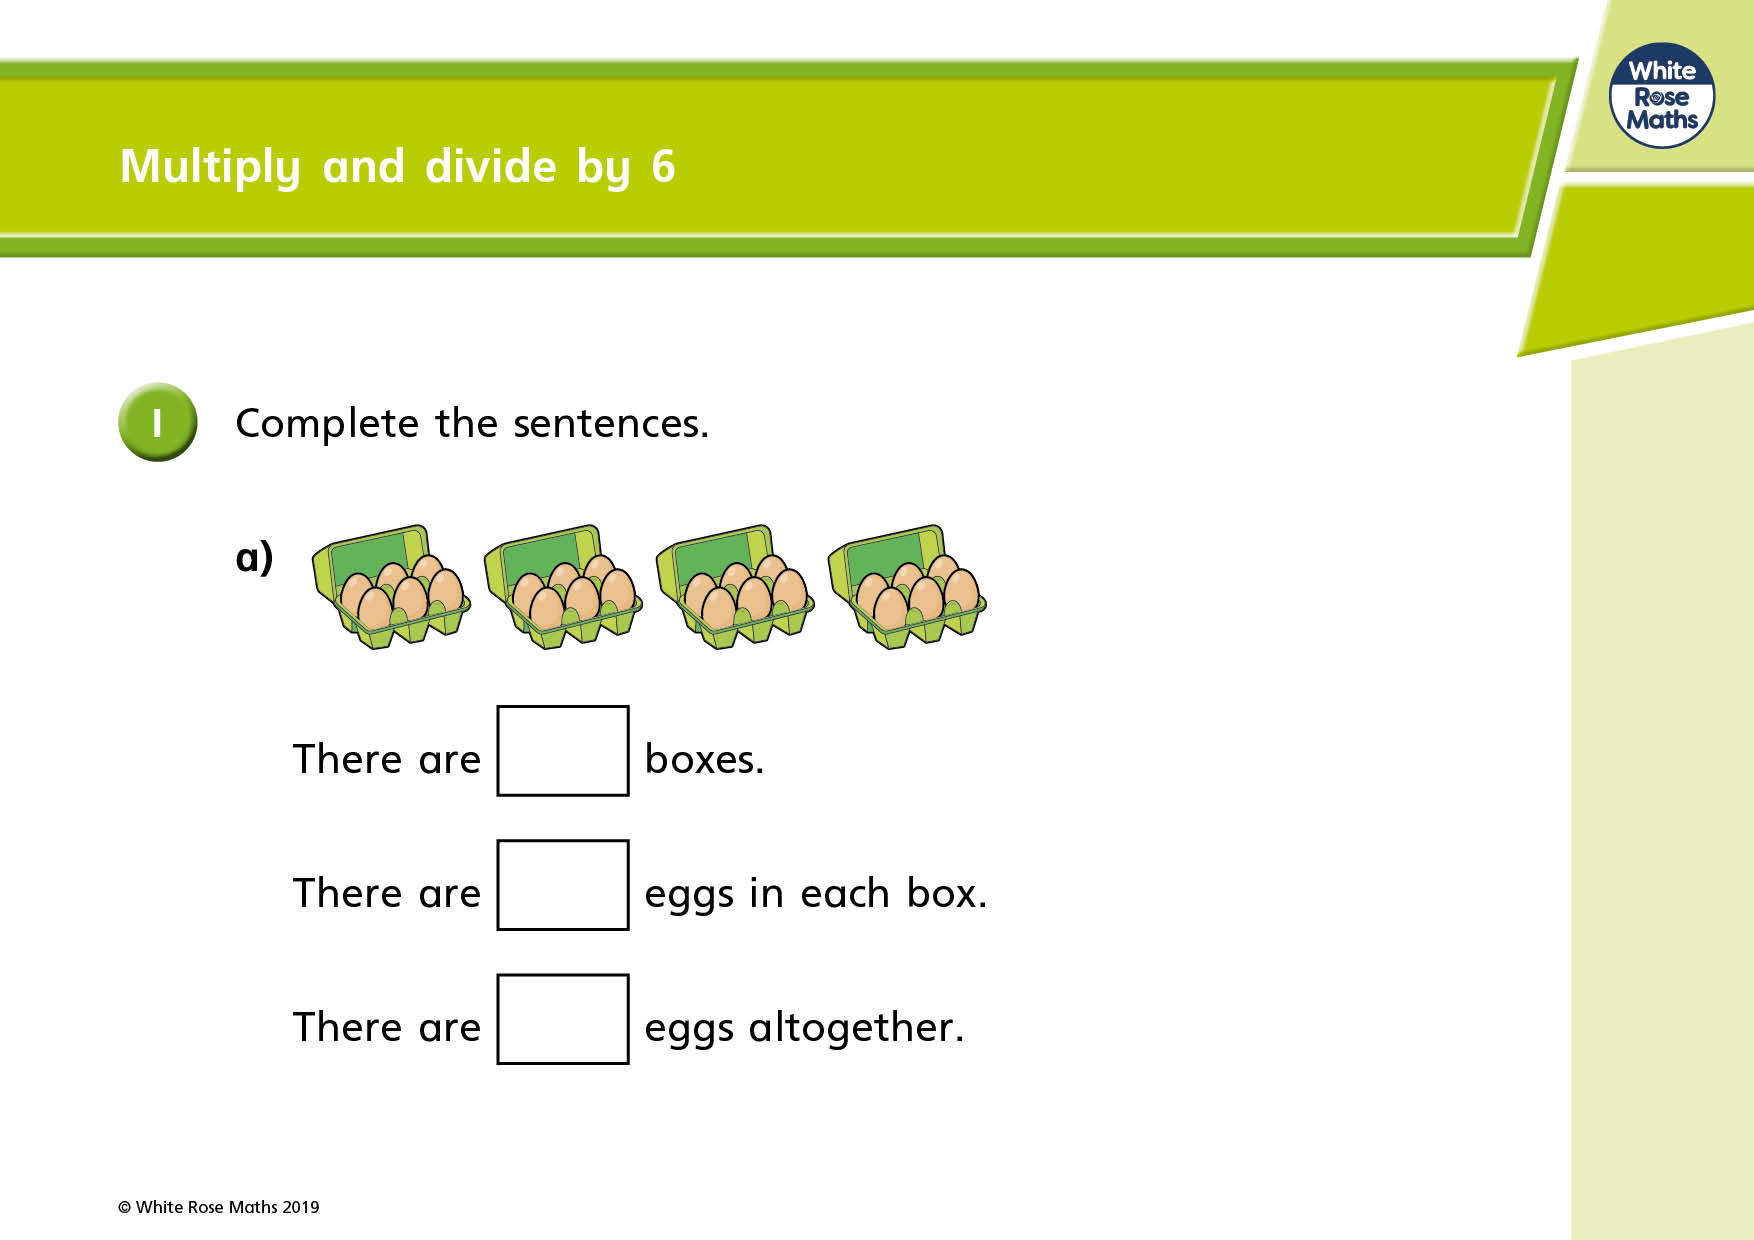 White
Rose
Maths
Multiply and divide by 6
1 Complete the sentences.
a)
There are boxes.
There are eggs in each box.
There are eggs altogether.
© White Rose Maths 2019